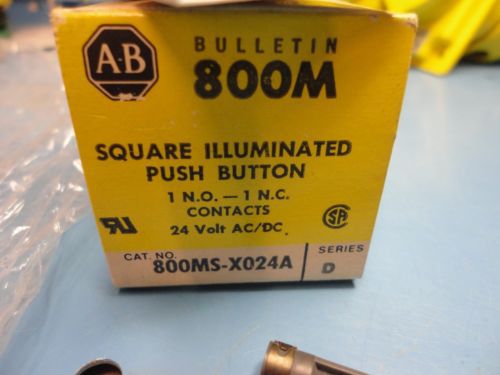 A-B
BULLETIN
800M
SQUARE ILLUMINATED
PUSH BUTTON
1 N.O. — 1 N.C.
CONTACTS
24 Volt AC/DC
CAT. NO.
800MS-X024A
SERIES
D